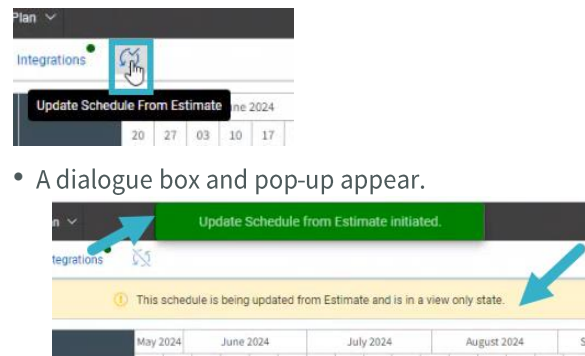 Plan
Integrations
Update Schedule From Estimate
June 2024
20 27 03 10 17
• A dialogue box and pop-up appear.
Update Schedule from Estimate initiated.
tegrations
This schedule is being updated from Estimate and is in a view only state.
May 2024 June 2024 July 2024 August 2024